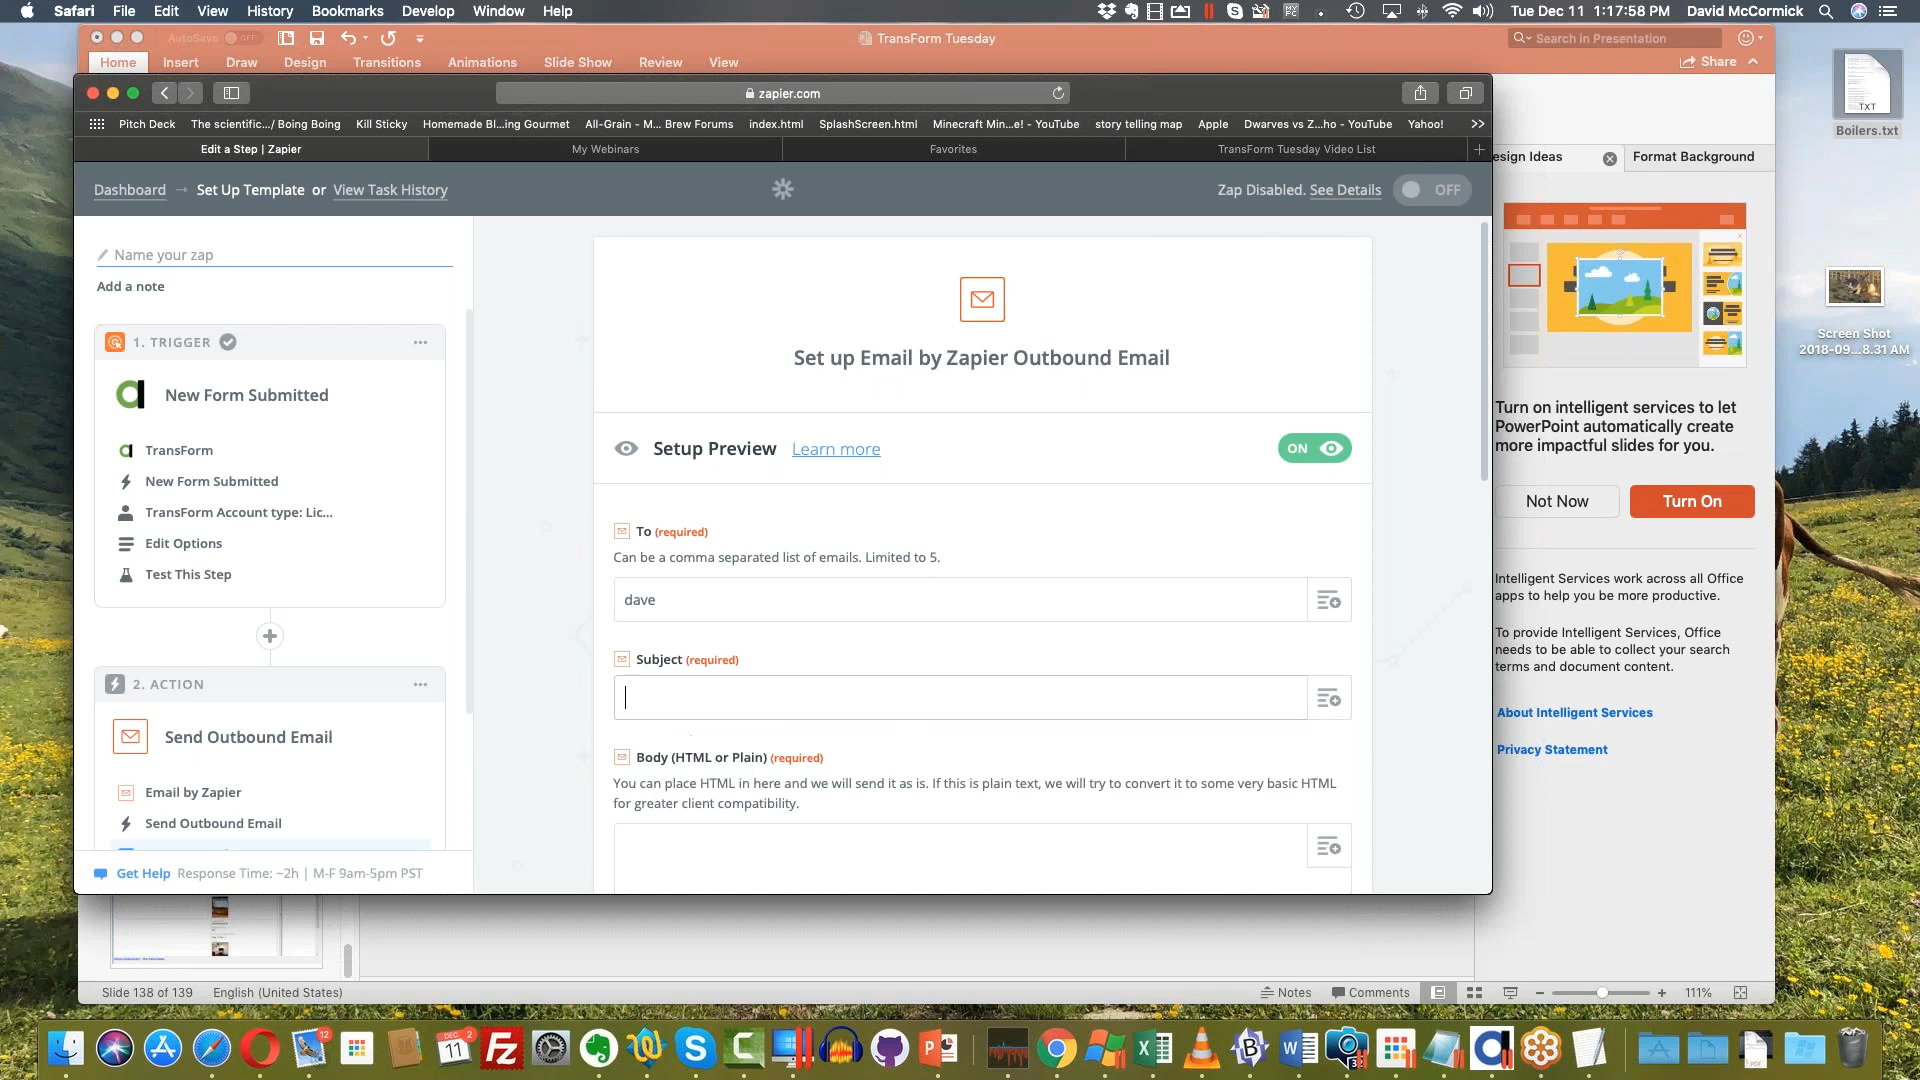 Safari File Edit View History Bookmarks Develop Window Help
Tue Dec 11 1:17:58 PM David McCormick
AutoSave OFF
TransForm Tuesday
Search in Presentation
Home Insert Draw Design Transitions Animations Slide Show Review View
Share
zapier.com
Pitch Deck The scientific.../ Boing Boing Kill Sticky Homemade Bl...ing Gourmet All-Grain - M... Brew Forums index.html SplashScreen.html Minecraft Min...e! - YouTube story telling map Apple Dwarves vs Z...ho - YouTube Yahoo! >>
Edit a Step | Zapier
My Webinars
Favorites
TransForm Tuesday Video List
Dashboard → Set Up Template or View Task History
Zap Disabled. See Details OFF
Name your zap
Add a note
1. TRIGGER
New Form Submitted
TransForm
New Form Submitted
TransForm Account type: Lic...
Edit Options
Test This Step
2. ACTION
Send Outbound Email
Email by Zapier
Send Outbound Email
Get Help Response Time: ~2h | M-F 9am-5pm PST
Set up Email by Zapier Outbound Email
Setup Preview Learn more
ON
To (required)
Can be a comma separated list of emails. Limited to 5.
dave
Subject (required)
Body (HTML or Plain) (required)
You can place HTML in here and we will send it as is. If this is plain text, we will try to convert it to some very basic HTML
for greater client compatibility.
esign Ideas
Format Background
Turn on intelligent services to let
PowerPoint automatically create
more impactful slides for you.
Not Now
Turn On
Intelligent Services work across all Office
apps to help you be more productive.
To provide Intelligent Services, Office
needs to be able to collect your search
terms and document content.
About Intelligent Services
Privacy Statement
TXT
Boilers.txt
Screen Shot
2018-09...8.31 AM
Slide 138 of 139 English (United States)
Notes Comments 111%
12
DEC 2
11